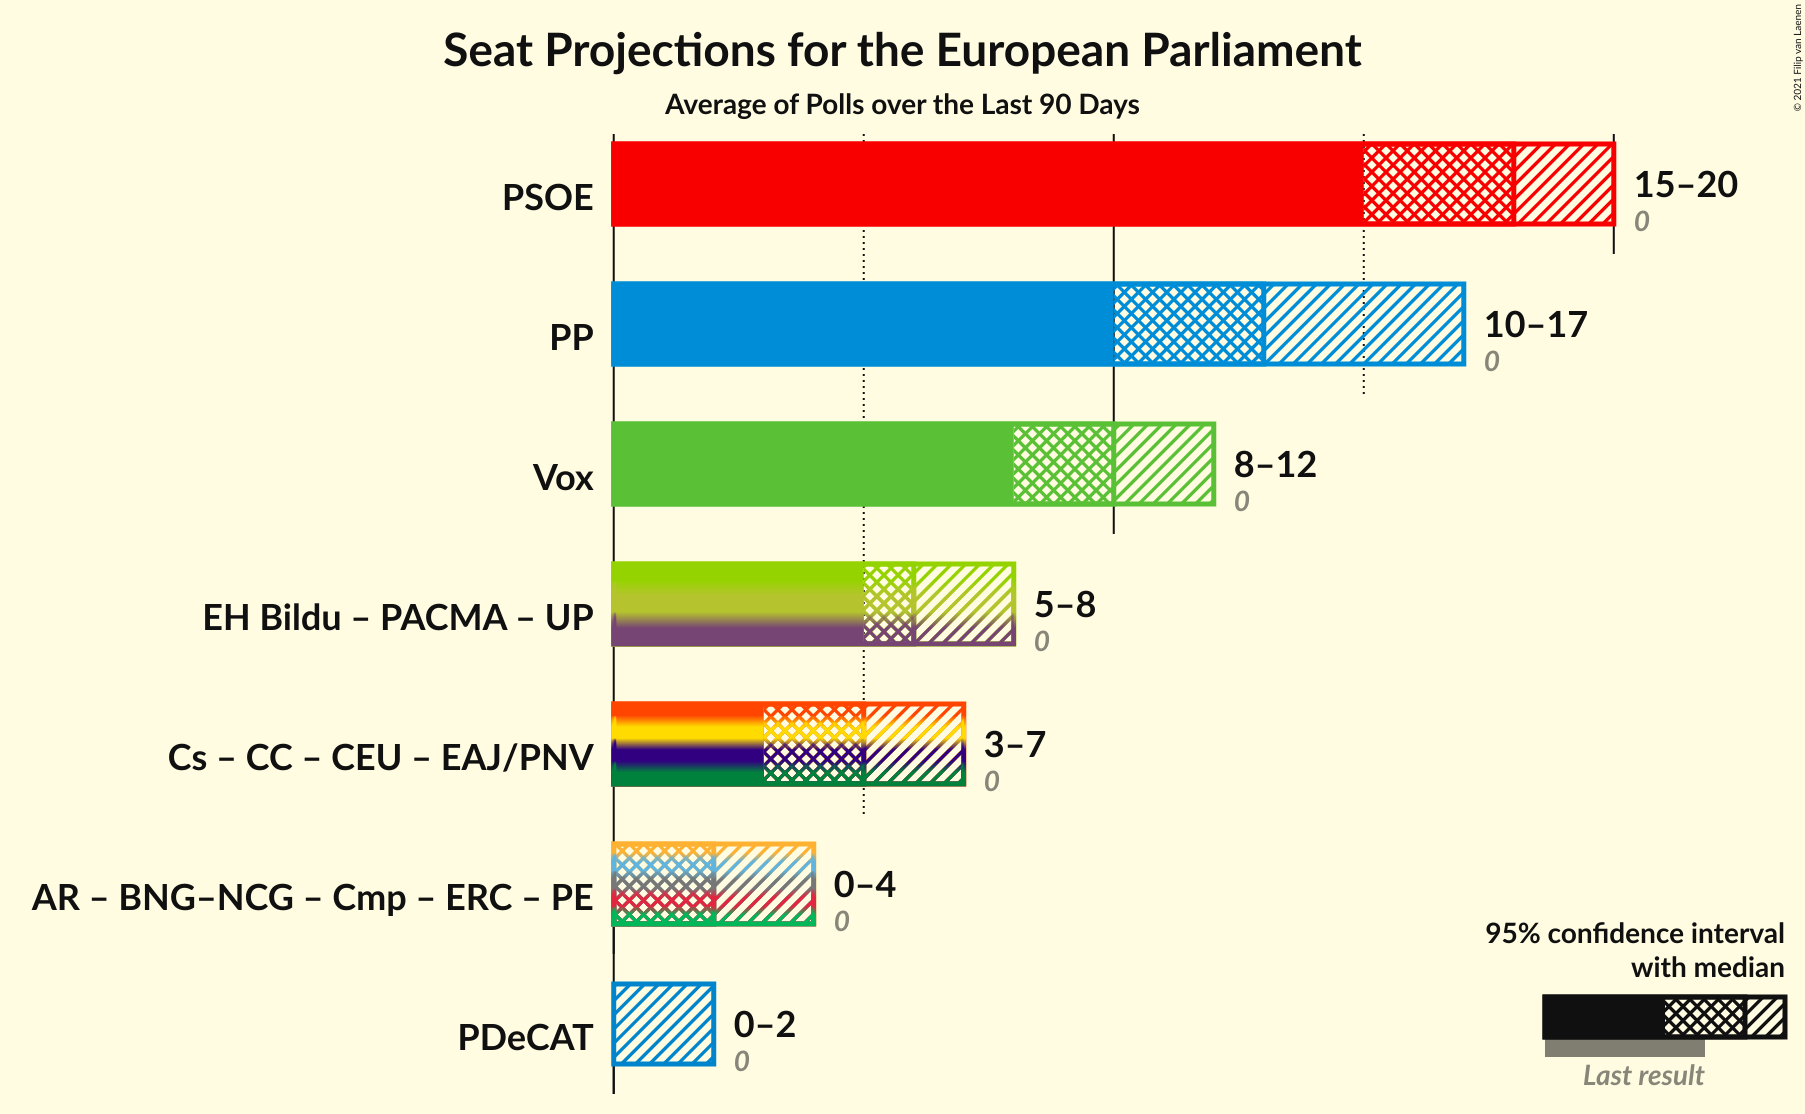 Seat Projections for the European Parliament
Average of Polls over the Last 90 Days
© 2021 Filip van Laenen
PSOE
15–20
0
PP
10–17
0
Vox
8–12
0
EH Bildu – PACMA – UP
5–8
0
Cs – CC – CEU – EAJ/PNV
3–7
0
AR – BNG–NCG – Cmp – ERC – PE
0–4
0
PDeCAT
0–2
0
95% confidence interval
with median
Last result